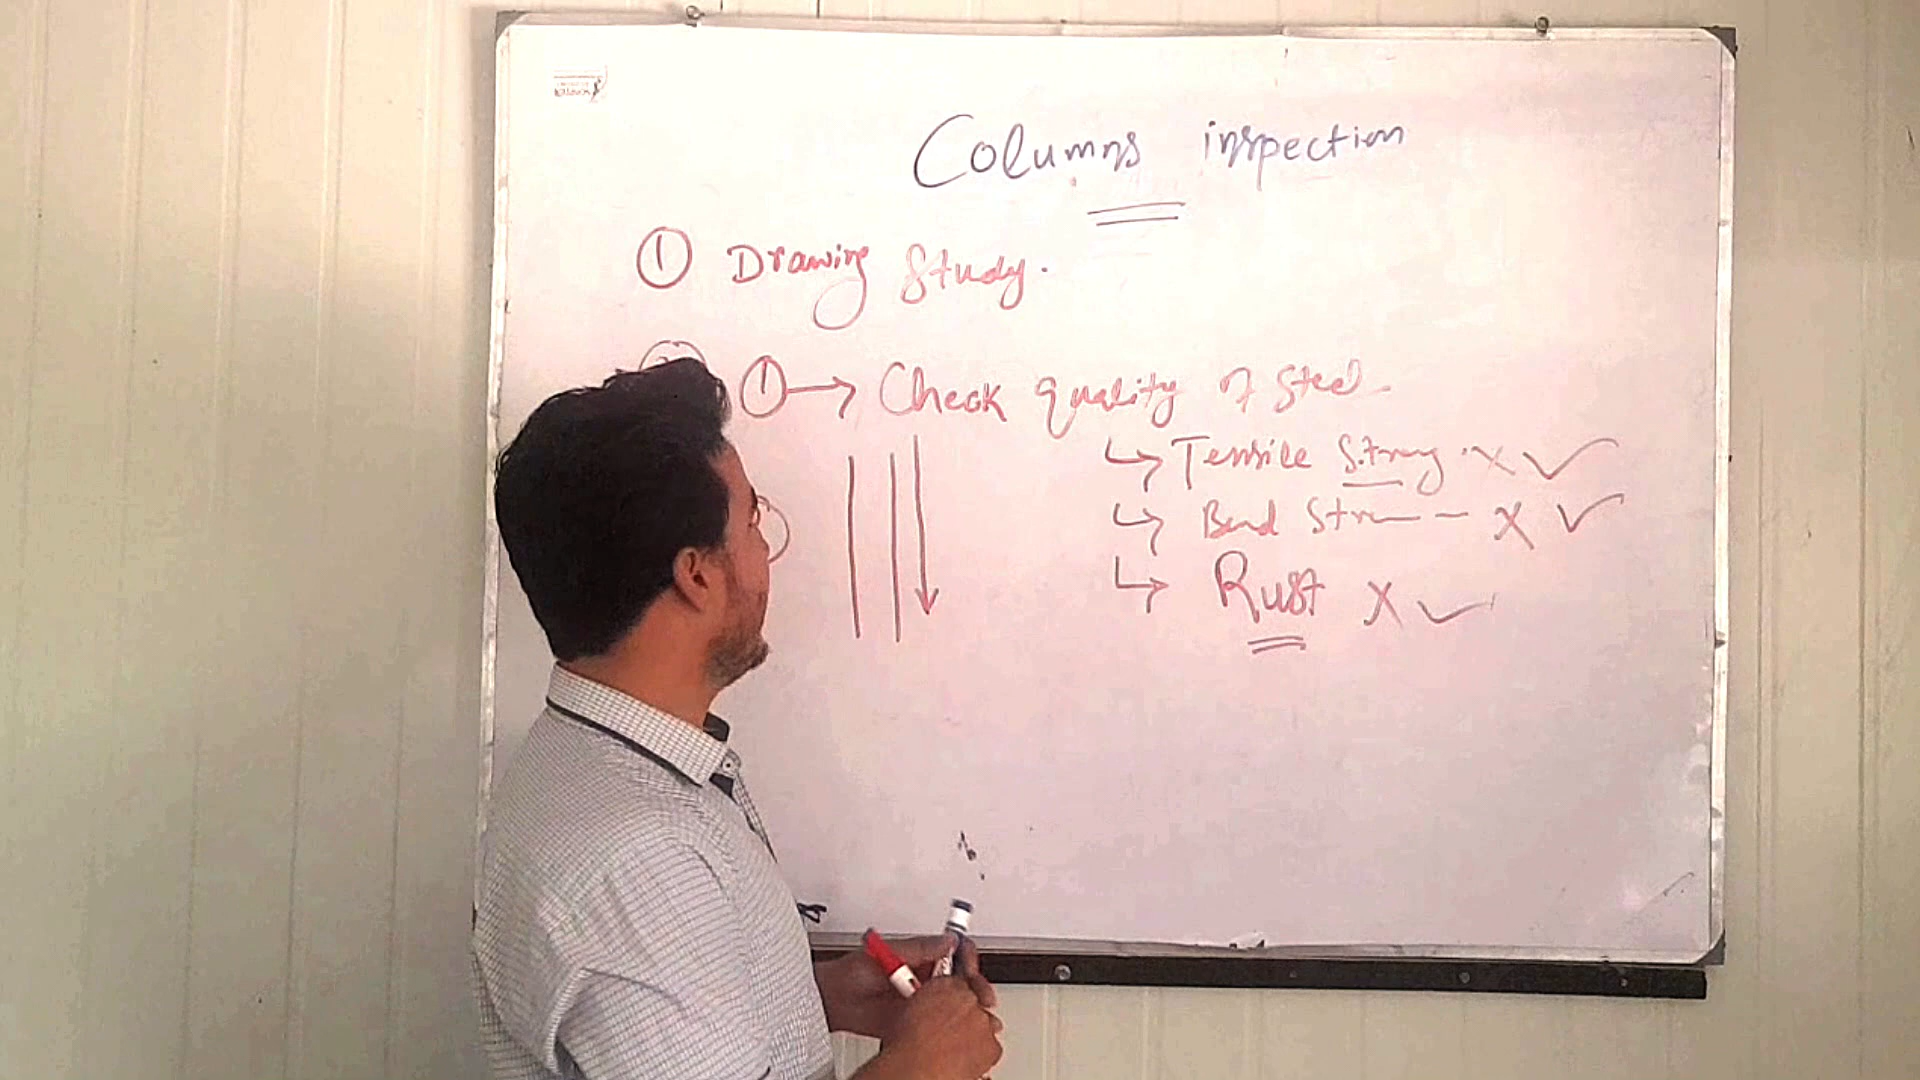 Columns inspection
① Drawing Study.
① → Check quality of Steel.
↳ Tensile Streng. X ✓
↳ Bend Str X ✓
↳ Rust X ✓